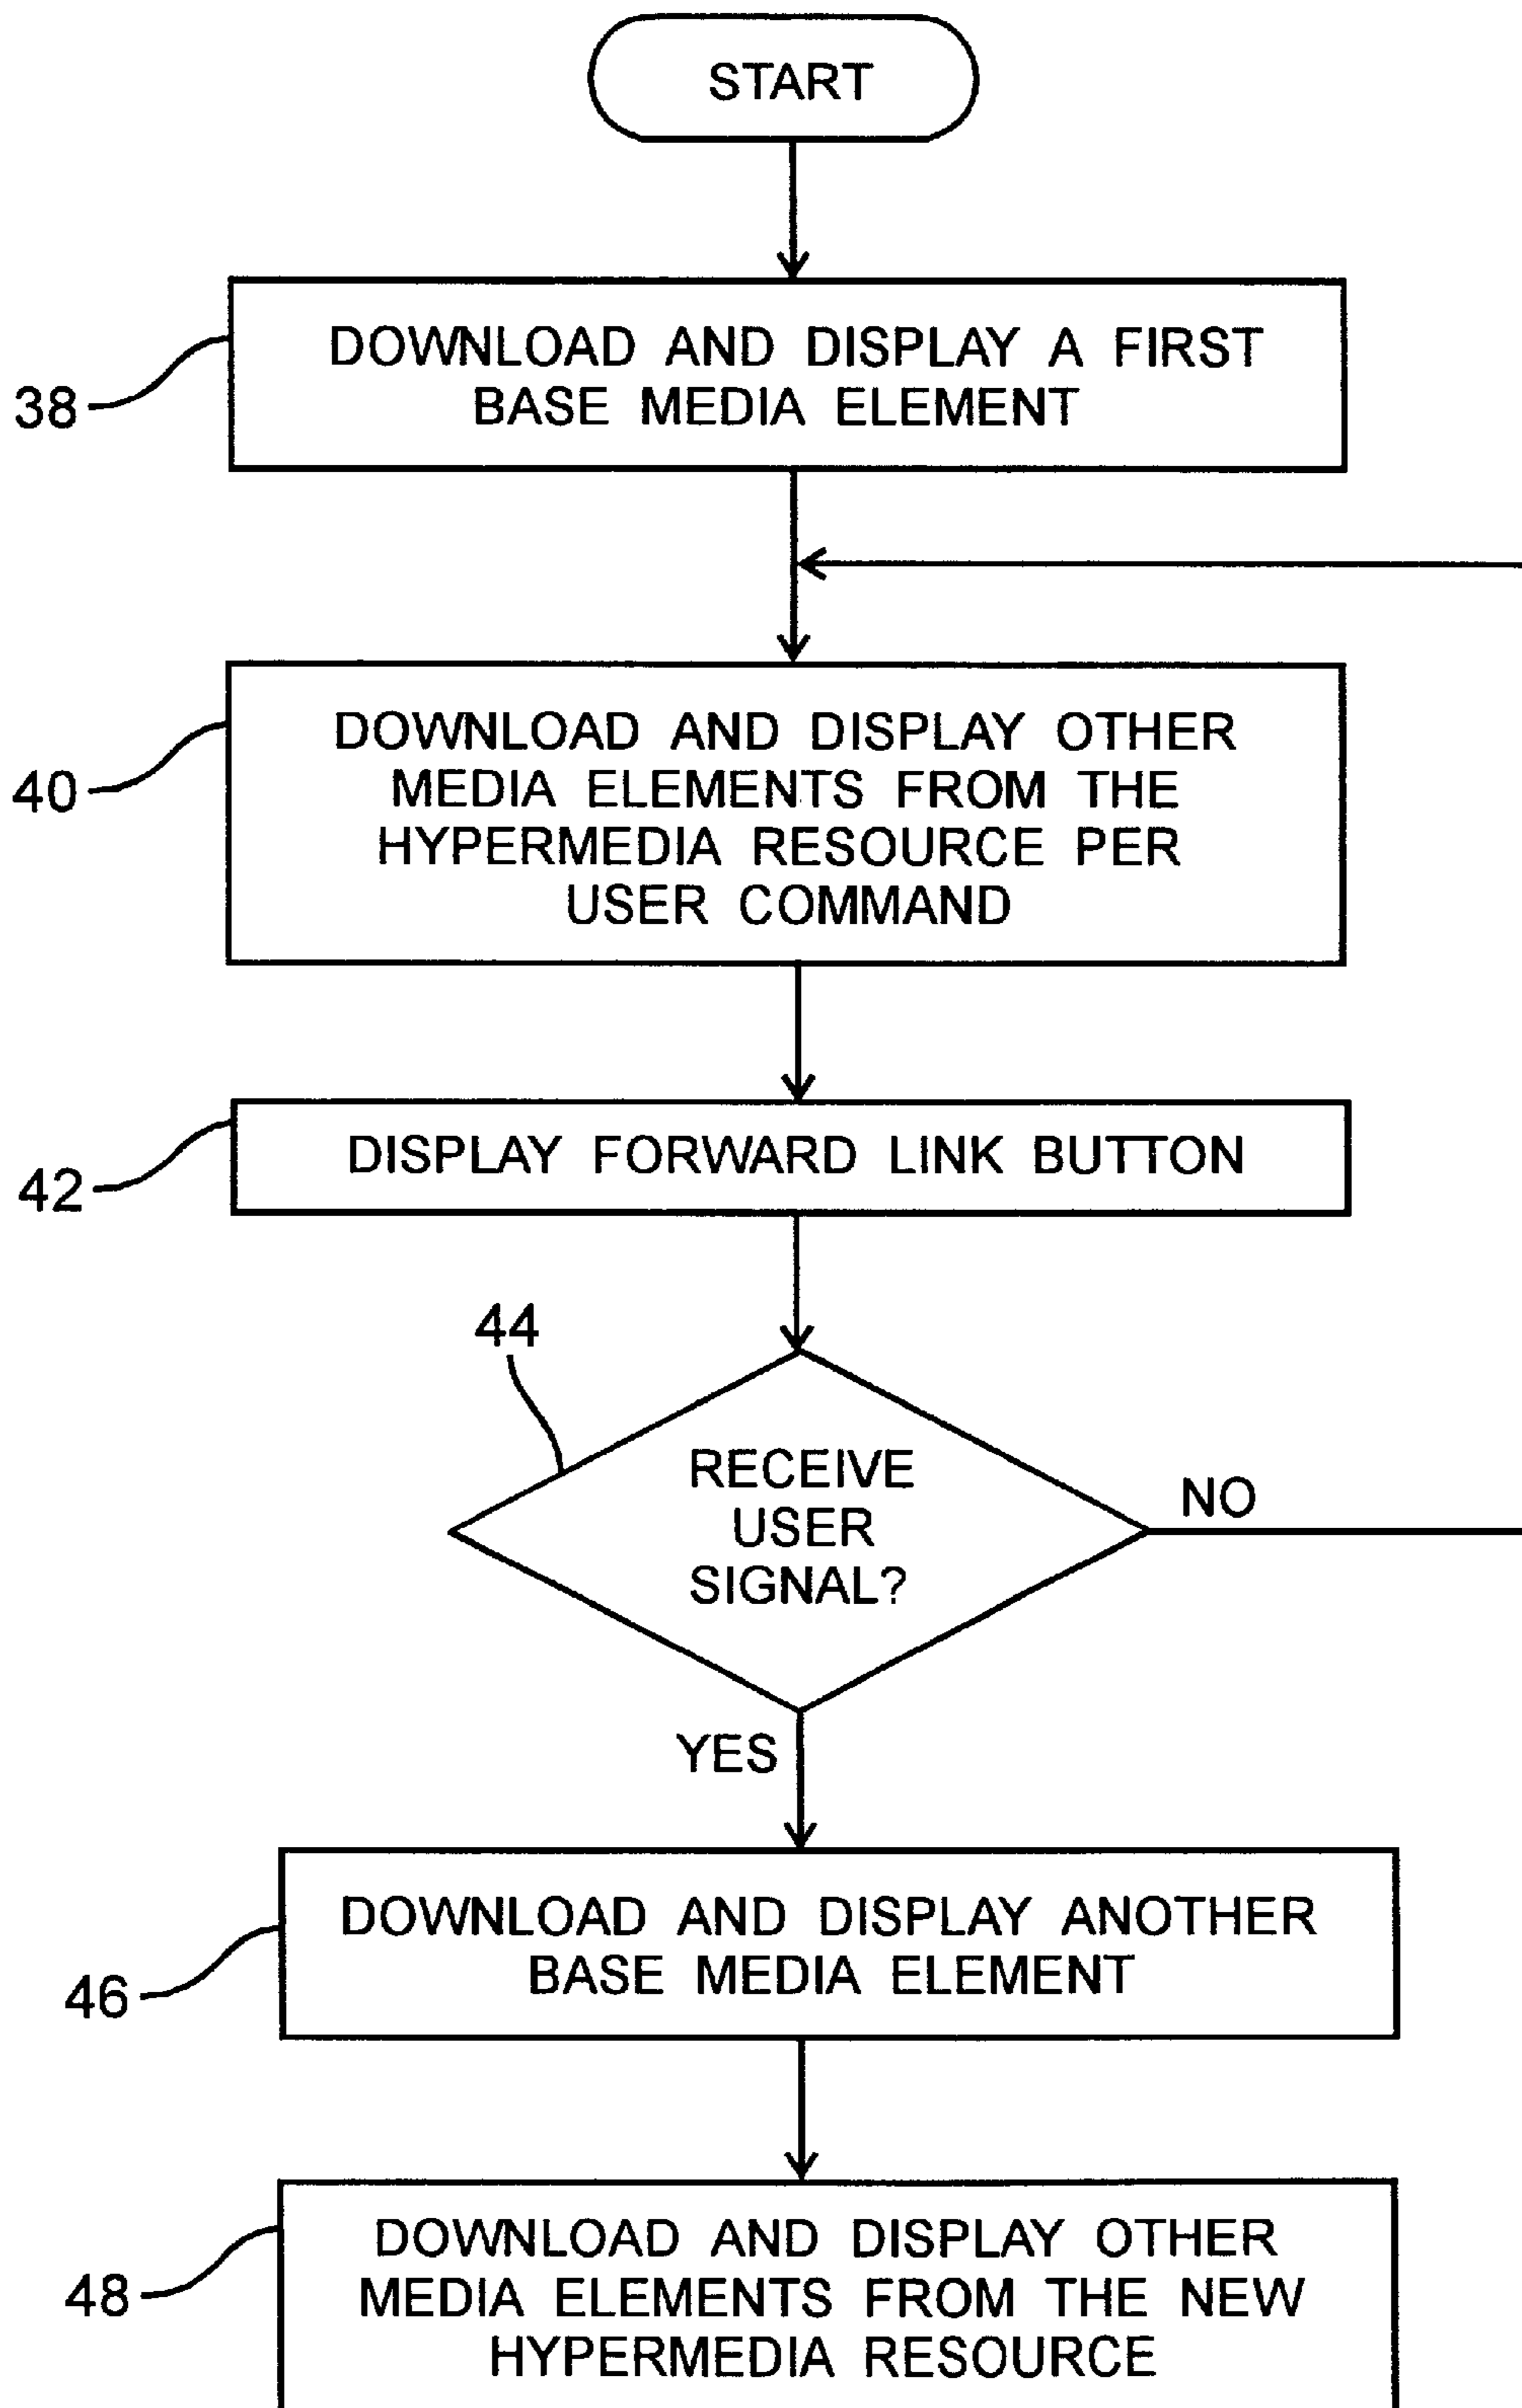 START
DOWNLOAD AND DISPLAY A FIRST
BASE MEDIA ELEMENT
38
DOWNLOAD AND DISPLAY OTHER
MEDIA ELEMENTS FROM THE
HYPERMEDIA RESOURCE PER
USER COMMAND
40
DISPLAY FORWARD LINK BUTTON
42
44
RECEIVE
USER
SIGNAL?
NO
YES
DOWNLOAD AND DISPLAY ANOTHER
BASE MEDIA ELEMENT
46
DOWNLOAD AND DISPLAY OTHER
MEDIA ELEMENTS FROM THE NEW
HYPERMEDIA RESOURCE
48